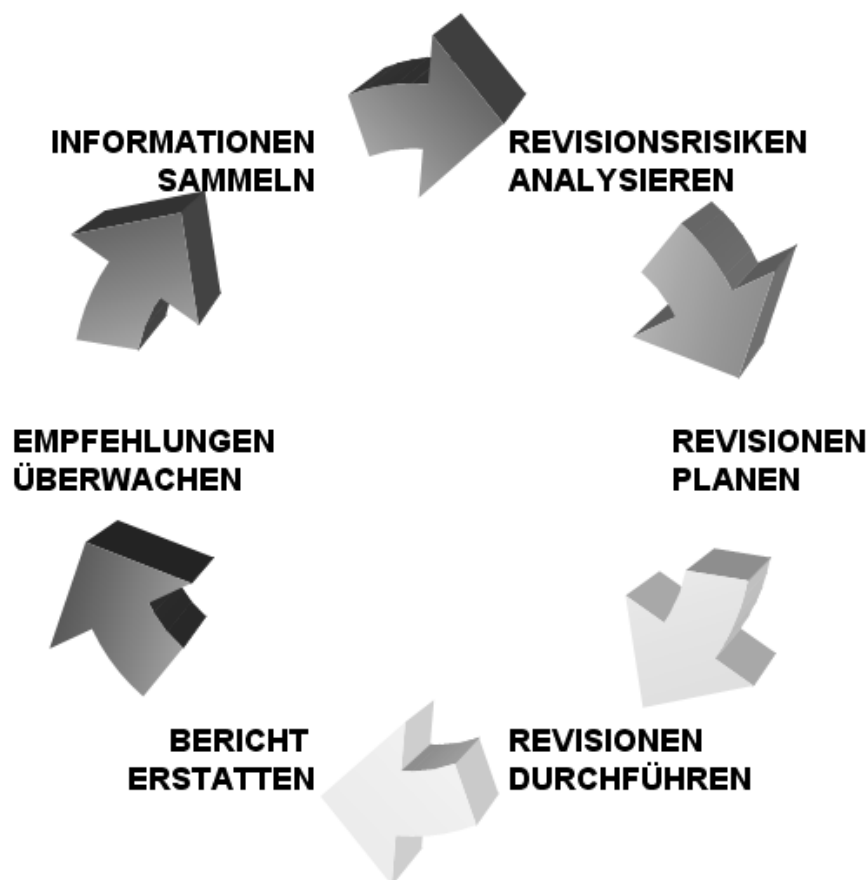 INFORMATIONEN
SAMMELN
REVISIONSRISIKEN
ANALYSIEREN
REVISIONEN
PLANEN
REVISIONEN
DURCHFÜHREN
BERICHT
ERSTATTEN
EMPFEHLUNGEN
ÜBERWACHEN